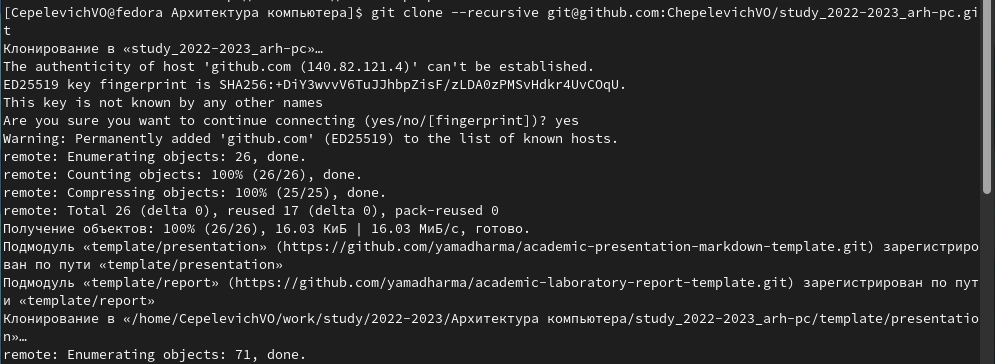 [CepelevichVO@fedora Архитектура компьютера]$ git clone --recursive git@github.com:ChepelevichVO/study_2022-2023_arh-pc.gi
t
Клонирование в «study_2022-2023_arh-pc»…
The authenticity of host 'github.com (140.82.121.4)' can't be established.
ED25519 key fingerprint is SHA256:+DiY3wvvV6TuJJhbpZisF/zLDA0zPMSvHdkr4UvCOqU.
This key is not known by any other names
Are you sure you want to continue connecting (yes/no/[fingerprint])? yes
Warning: Permanently added 'github.com' (ED25519) to the list of known hosts.
remote: Enumerating objects: 26, done.
remote: Counting objects: 100% (26/26), done.
remote: Compressing objects: 100% (25/25), done.
remote: Total 26 (delta 0), reused 17 (delta 0), pack-reused 0
Получение объектов: 100% (26/26), 16.03 КиБ | 16.03 МиБ/с, готово.
Подмодуль «template/presentation» (https://github.com/yamadharma/academic-presentation-markdown-template.git) зарегистриро
ван по пути «template/presentation»
Подмодуль «template/report» (https://github.com/yamadharma/academic-laboratory-report-template.git) зарегистрирован по пут
и «template/report»
Клонирование в «/home/CepelevichVO/work/study/2022-2023/Архитектура компьютера/study_2022-2023_arh-pc/template/presentatio
n»…
remote: Enumerating objects: 71, done.